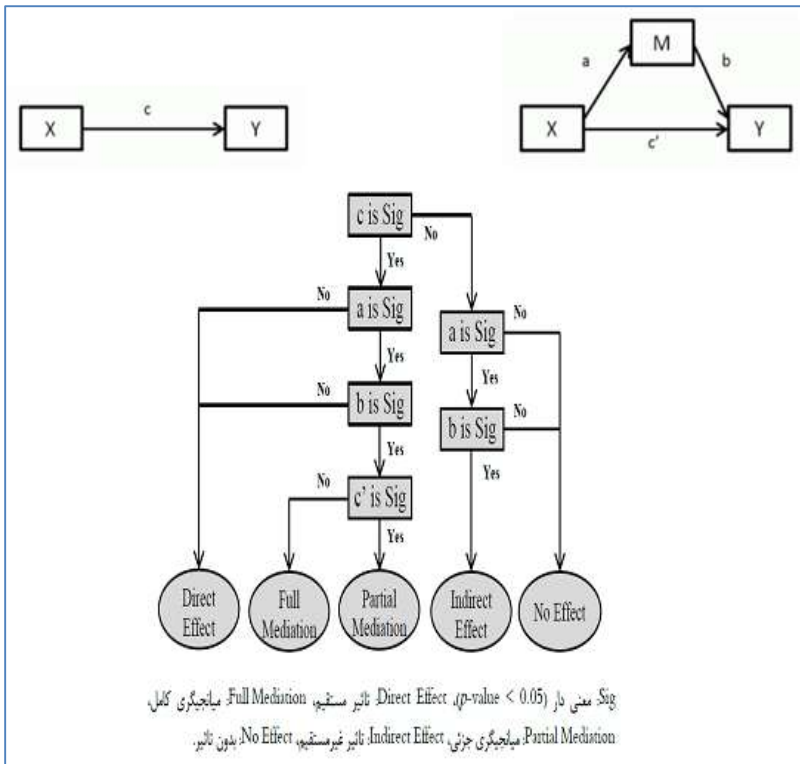 M
a
b
X
c
Y
X
c'
Y
c is Sig
No
Yes
No
a is Sig
No
a is Sig
Yes
Yes
No
b is Sig
No
b is Sig
Yes
Yes
No
c' is Sig
Yes
Direct
Effect
Full
Mediation
Partial
Mediation
Indirect
Effect
No Effect
Sig: معنی دار (p-value < 0.05)، Direct Effect: تاثیر مستقیم، Full Mediation: میانجیگری کامل،
Partial Mediation: میانجیگری جزئی، Indirect Effect: تاثیر غیرمستقیم، No Effect: بدون تاثیر.